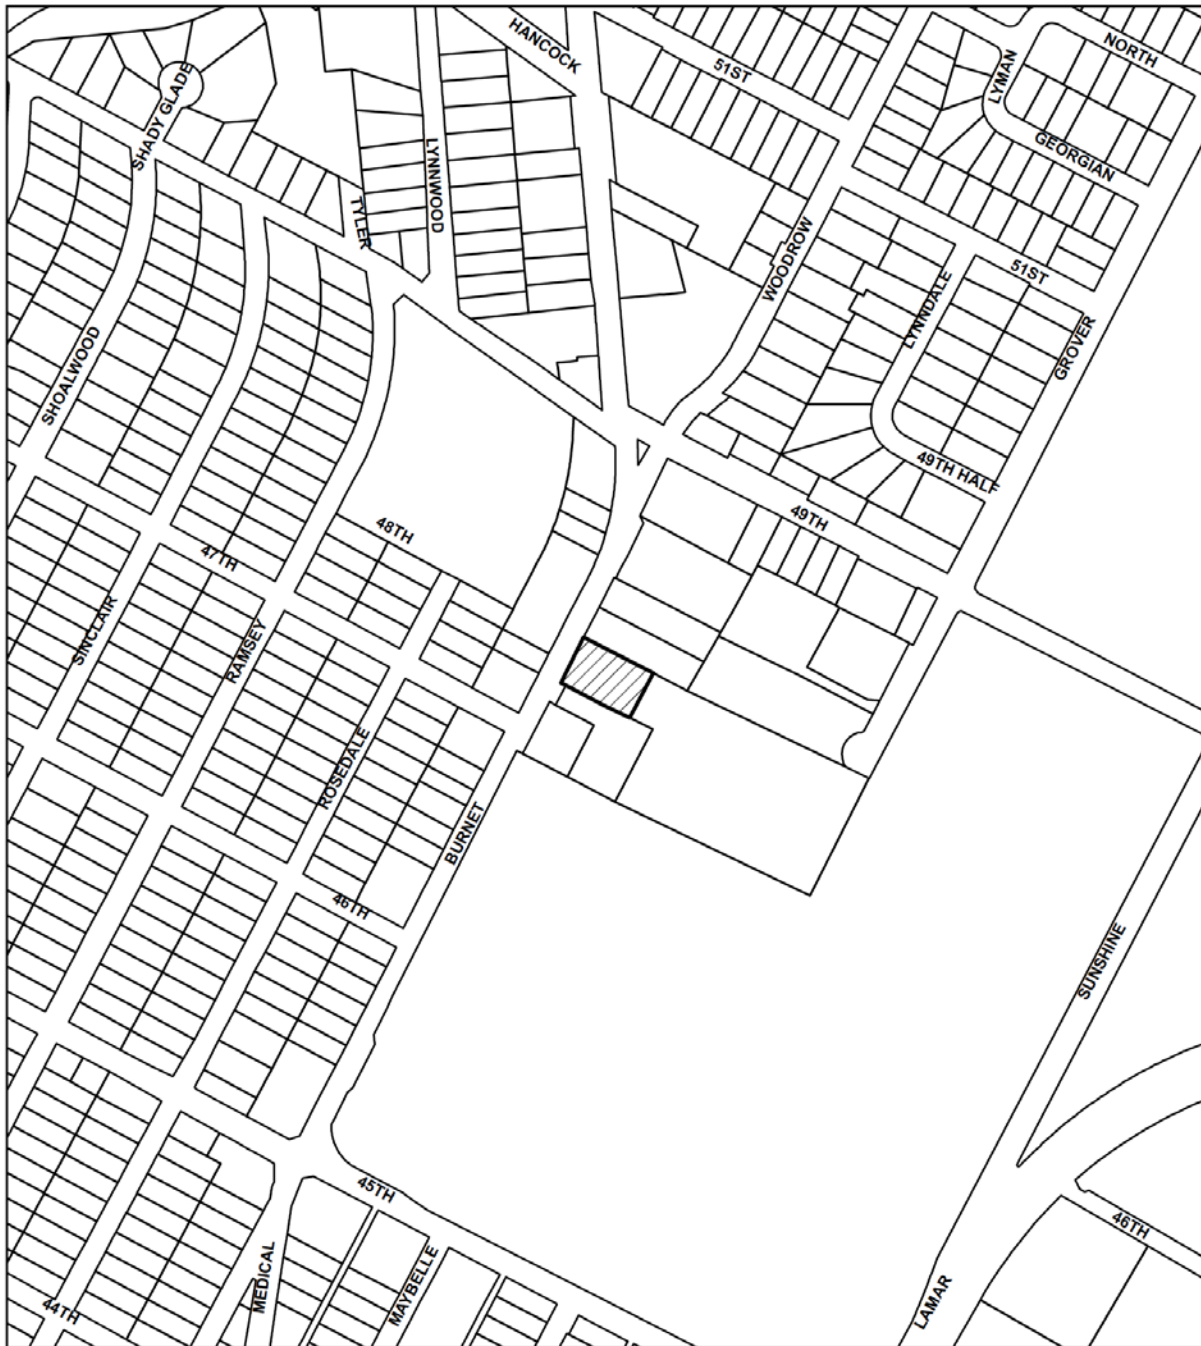 HANCOCK
NORTH
51ST
LYMAN
SHADY GLADE
GEORGIAN
LYNNWOOD
TYLER
WOODROW
51ST
LYNNDALE
GROVER
SHOALWOOD
49TH HALF
49TH
48TH
47TH
SINCLAIR
RAMSEY
ROSEDALE
BURNET
46TH
SUNSHINE
45TH
46TH
MEDICAL
MAYBELLE
LAMAR
44TH